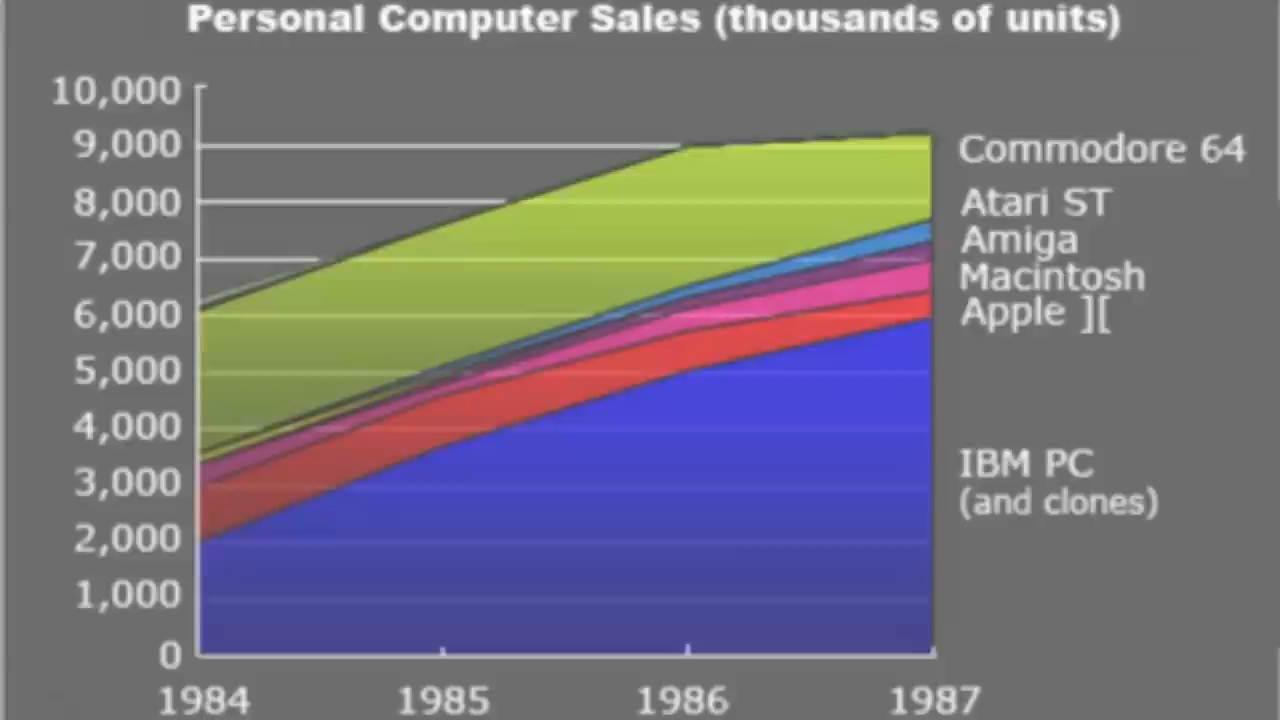 Personal Computer Sales (thousands of units)
10,000
9,000
8,000
7,000
6,000
5,000
4,000
3,000
2,000
1,000
0
1984 1985 1986 1987
Commodore 64
Atari ST
Amiga
Macintosh
Apple ][
IBM PC
(and clones)